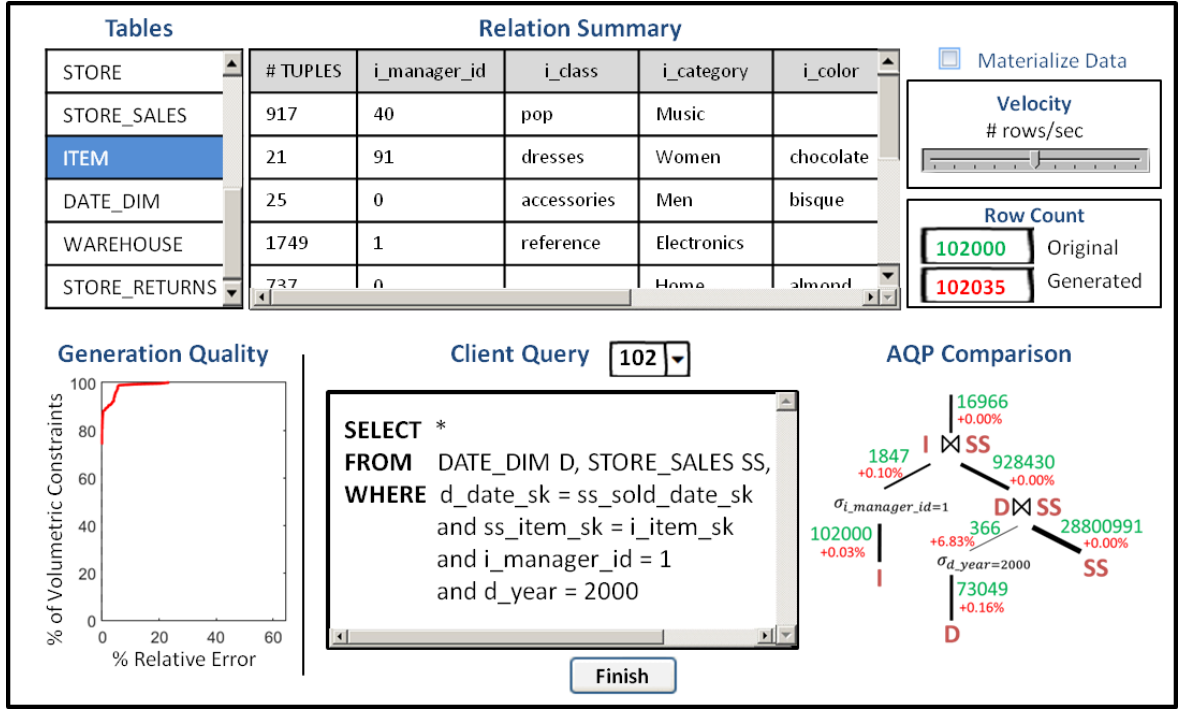 Tables
STORE
STORE_SALES
ITEM
DATE_DIM
WAREHOUSE
STORE_RETURNS
Relation Summary
# TUPLES i_manager_id i_class i_category i_color
917 40 pop Music
21 91 dresses Women chocolate
25 0 accessories Men bisque
1749 1 reference Electronics
737 0 Home almond
Materialize Data
Velocity
# rows/sec
Row Count
102000 Original
102035 Generated
Generation Quality
% of Volumetric Constraints
100
80
60
40
20
0
0 20 40 60
% Relative Error
Client Query 102
SELECT *
FROM DATE_DIM D, STORE_SALES SS,
WHERE d_date_sk = ss_sold_date_sk
and ss_item_sk = i_item_sk
and i_manager_id = 1
and d_year = 2000
Finish
AQP Comparison
16966
+0.00%
I ⋈ SS
1847
+0.10%
928430
+0.00%
σi_manager_id=1
D ⋈ SS
102000
+0.03%
I
366
+6.83%
28800991
+0.00%
σd_year=2000
SS
73049
+0.16%
D